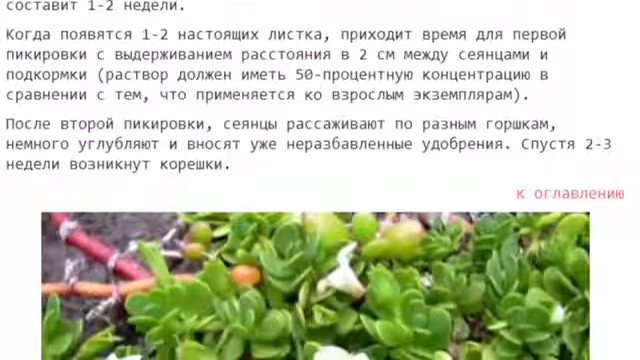 составит 1-2 недели.
Когда появятся 1-2 настоящих листка, приходит время для первой
пикировки с выдерживанием расстояния в 2 см между сеянцами и
подкормки (раствор должен иметь 50-процентную концентрацию в
сравнении с тем, что применяется ко взрослым экземплярам).
После второй пикировки, сеянцы рассаживают по разным горшкам,
немного углубляют и вносят уже неразбавленные удобрения. Спустя 2-3
недели возникнут корешки.
к оглавлению